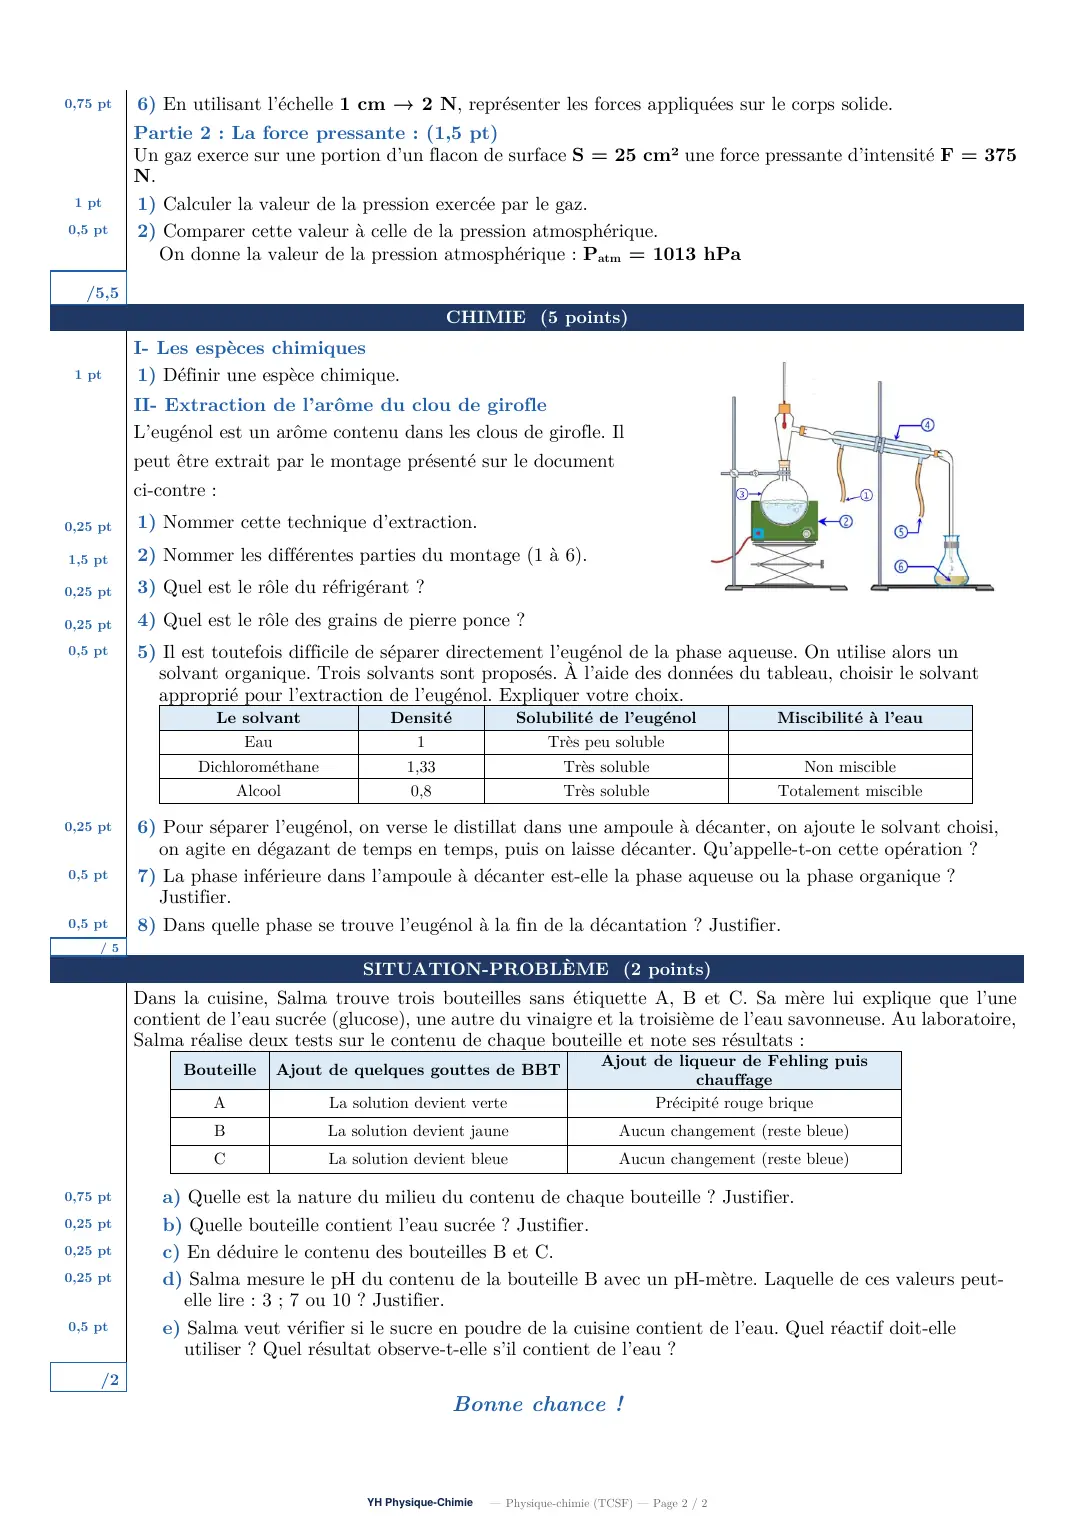 0,75 pt 6) En utilisant l'échelle 1 cm → 2 N, représenter les forces appliquées sur le corps solide.
Partie 2 : La force pressante : (1,5 pt)
Un gaz exerce sur une portion d'un flacon de surface S = 25 cm² une force pressante d'intensité F = 375
N.
1 pt 1) Calculer la valeur de la pression exercée par le gaz.
0,5 pt 2) Comparer cette valeur à celle de la pression atmosphérique.
On donne la valeur de la pression atmosphérique : Patm = 1013 hPa
/5,5
CHIMIE (5 points)
I- Les espèces chimiques
1 pt 1) Définir une espèce chimique.
II- Extraction de l'arôme du clou de girofle
L'eugénol est un arôme contenu dans les clous de girofle. Il
peut être extrait par le montage présenté sur le document
ci-contre :
4
3
1
2
5
6
0,25 pt 1) Nommer cette technique d'extraction.
1,5 pt 2) Nommer les différentes parties du montage (1 à 6).
0,25 pt 3) Quel est le rôle du réfrigérant ?
0,25 pt 4) Quel est le rôle des grains de pierre ponce ?
0,5 pt 5) Il est toutefois difficile de séparer directement l'eugénol de la phase aqueuse. On utilise alors un
solvant organique. Trois solvants sont proposés. À l'aide des données du tableau, choisir le solvant
approprié pour l'extraction de l'eugénol. Expliquer votre choix.
Le solvant Densité Solubilité de l'eugénol Miscibilité à l'eau
Eau 1 Très peu soluble
Dichlorométhane 1,33 Très soluble Non miscible
Alcool 0,8 Très soluble Totalement miscible
0,25 pt 6) Pour séparer l'eugénol, on verse le distillat dans une ampoule à décanter, on ajoute le solvant choisi,
on agite en dégazant de temps en temps, puis on laisse décanter. Qu'appelle-t-on cette opération ?
0,5 pt 7) La phase inférieure dans l'ampoule à décanter est-elle la phase aqueuse ou la phase organique ?
Justifier.
0,5 pt 8) Dans quelle phase se trouve l'eugénol à la fin de la décantation ? Justifier.
/ 5
SITUATION-PROBLÈME (2 points)
Dans la cuisine, Salma trouve trois bouteilles sans étiquette A, B et C. Sa mère lui explique que l'une
contient de l'eau sucrée (glucose), une autre du vinaigre et la troisième de l'eau savonneuse. Au laboratoire,
Salma réalise deux tests sur le contenu de chaque bouteille et note ses résultats :
Bouteille Ajout de quelques gouttes de BBT Ajout de liqueur de Fehling puis
chauffage
A La solution devient verte Précipité rouge brique
B La solution devient jaune Aucun changement (reste bleue)
C La solution devient bleue Aucun changement (reste bleue)
0,75 pt a) Quelle est la nature du milieu du contenu de chaque bouteille ? Justifier.
0,25 pt b) Quelle bouteille contient l'eau sucrée ? Justifier.
0,25 pt c) En déduire le contenu des bouteilles B et C.
0,25 pt d) Salma mesure le pH du contenu de la bouteille B avec un pH-mètre. Laquelle de ces valeurs peut-
elle lire : 3 ; 7 ou 10 ? Justifier.
0,5 pt e) Salma veut vérifier si le sucre en poudre de la cuisine contient de l'eau. Quel réactif doit-elle
utiliser ? Quel résultat observe-t-elle s'il contient de l'eau ?
/2
Bonne chance !
YH Physique-Chimie — Physique-chimie (TCSF) — Page 2 / 2